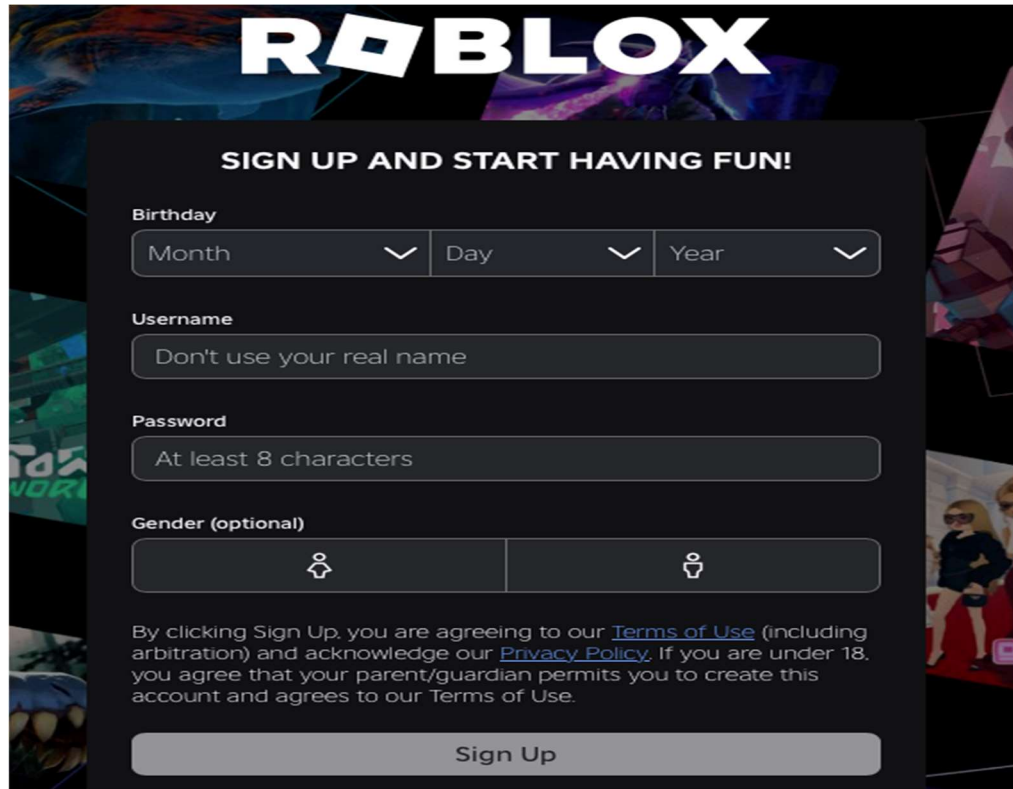 ROBLOX
SIGN UP AND START HAVING FUN!
Birthday
Month Day Year
Username
Don't use your real name
Password
At least 8 characters
Gender (optional)
By clicking Sign Up, you are agreeing to our Terms of Use (including
arbitration) and acknowledge our Privacy Policy. If you are under 18,
you agree that your parent/guardian permits you to create this
account and agrees to our Terms of Use.
Sign Up